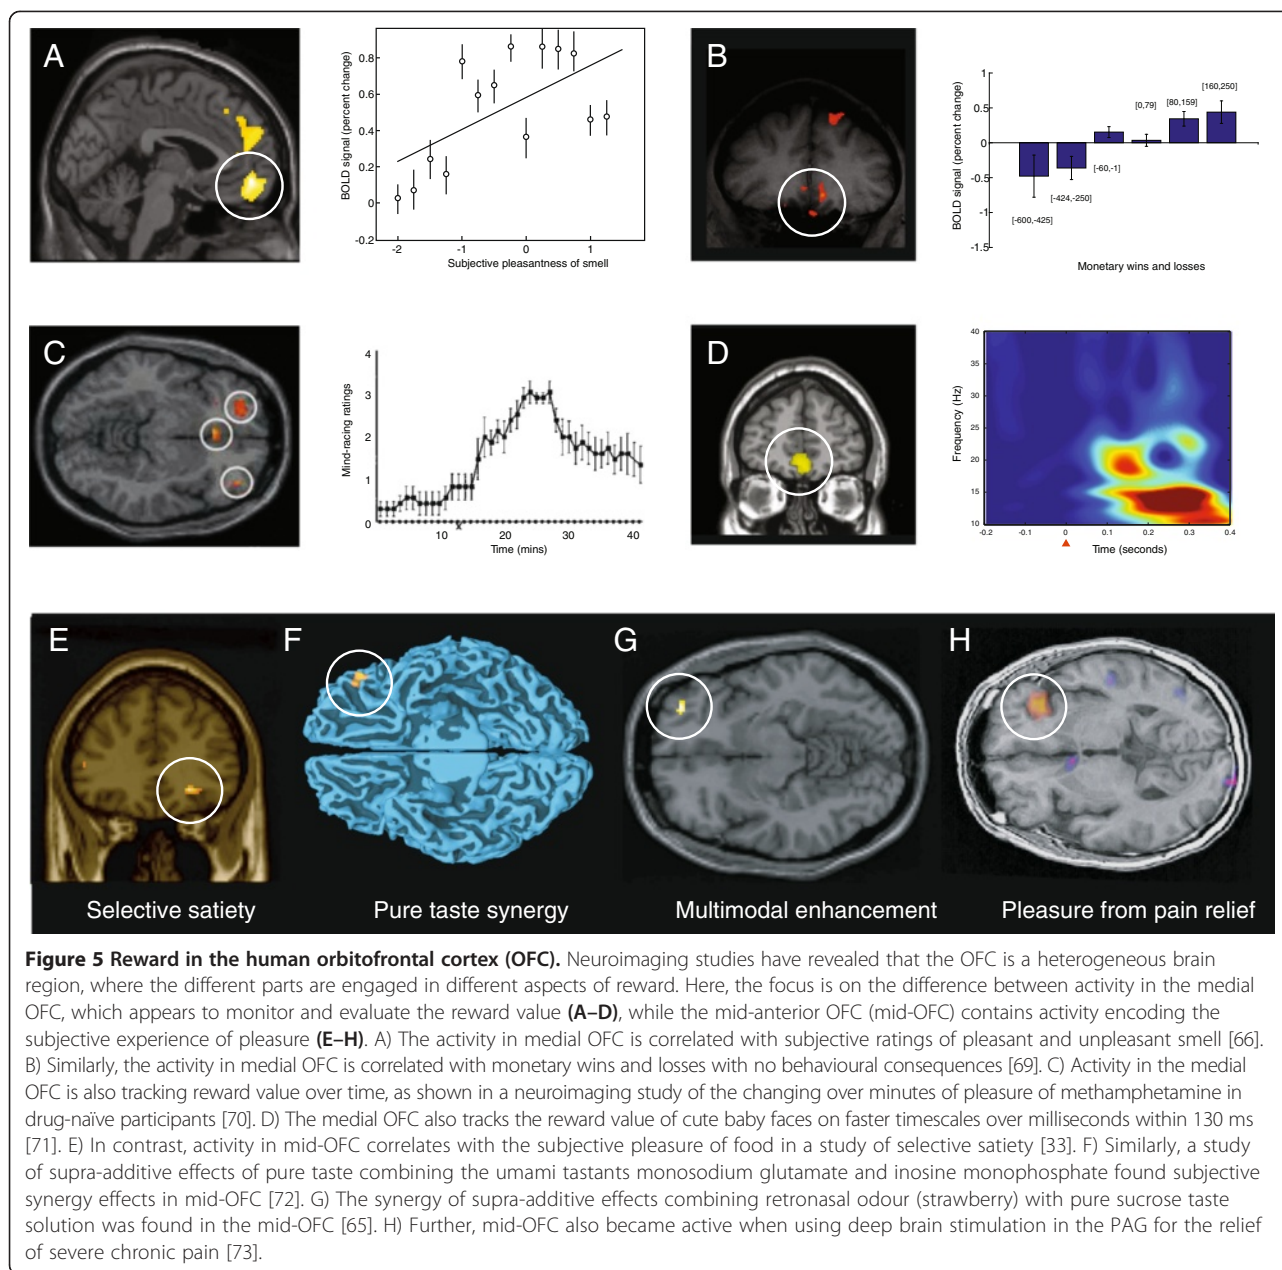 A
BOLD signal (percent change)
0.8
0.6
0.4
0.2
0
-0.2
-2
-1
0
1
Subjective pleasantness of smell
B
BOLD signal (percent change)
1
0.5
0
-0.5
-1
-1.5
[-600,-425]
[-424,-250]
[-60,-1]
[0,79]
[80,159]
[160,250]
Monetary wins and losses
C
Mind-racing ratings
4
3
2
1
0
10
20
30
40
Time (mins)
D
Frequency (Hz)
40
35
30
25
20
15
10
-0.2
-0.1
0
0.1
0.2
0.3
0.4
Time (seconds)
E
F
G
H
Selective satiety
Pure taste synergy
Multimodal enhancement
Pleasure from pain relief
Figure 5 Reward in the human orbitofrontal cortex (OFC). Neuroimaging studies have revealed that the OFC is a heterogeneous brain
region, where the different parts are engaged in different aspects of reward. Here, the focus is on the difference between activity in the medial
OFC, which appears to monitor and evaluate the reward value (A–D), while the mid-anterior OFC (mid-OFC) contains activity encoding the
subjective experience of pleasure (E–H). A) The activity in medial OFC is correlated with subjective ratings of pleasant and unpleasant smell [66].
B) Similarly, the activity in medial OFC is correlated with monetary wins and losses with no behavioural consequences [69]. C) Activity in the medial
OFC is also tracking reward value over time, as shown in a neuroimaging study of the changing over minutes of pleasure of methamphetamine in
drug-naïve participants [70]. D) The medial OFC also tracks the reward value of cute baby faces on faster timescales over milliseconds within 130 ms
[71]. E) In contrast, activity in mid-OFC correlates with the subjective pleasure of food in a study of selective satiety [33]. F) Similarly, a study
of supra-additive effects of pure taste combining the umami tastants monosodium glutamate and inosine monophosphate found subjective
synergy effects in mid-OFC [72]. G) The synergy of supra-additive effects combining retronasal odour (strawberry) with pure sucrose taste
solution was found in the mid-OFC [65]. H) Further, mid-OFC also became active when using deep brain stimulation in the PAG for the relief
of severe chronic pain [73].